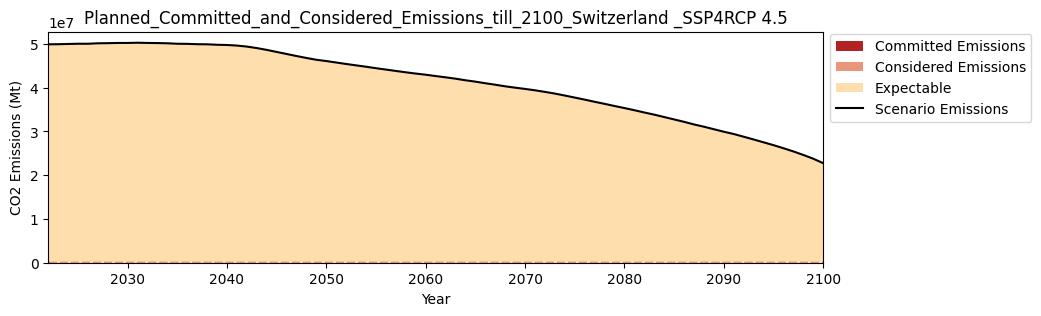 Planned_Committed_and_Considered_Emissions_till_2100_Switzerland _SSP4RCP 4.5
1e7
5
4
3
2
1
0
CO2 Emissions (Mt)
2030 2040 2050 2060 2070 2080 2090 2100
Year
Committed Emissions
Considered Emissions
Expectable
Scenario Emissions